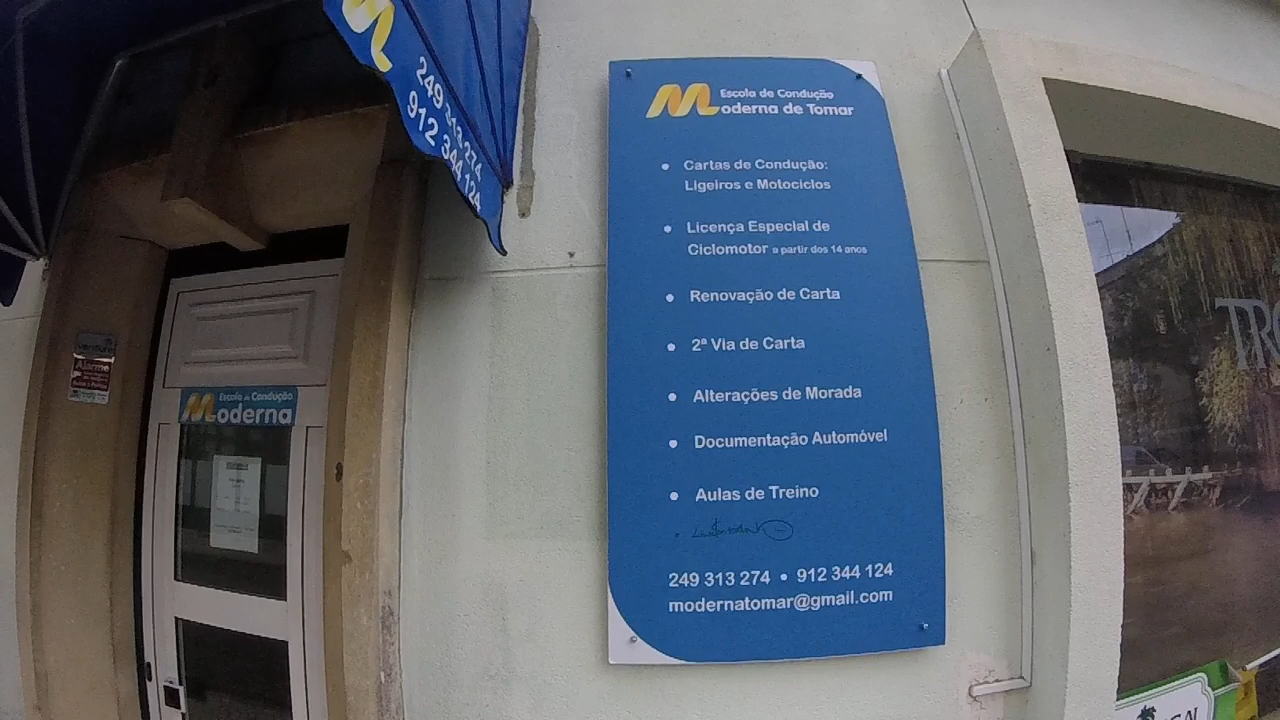 249 313 274
912 344 124
Alarme
Escola de Condução
Moderna
Escola de Condução
Moderna de Tomar
• Cartas de Condução:
Ligeiros e Motociclos
• Licença Especial de
Ciclomotor a partir dos 14 anos
• Renovação de Carta
• 2ª Via de Carta
• Alterações de Morada
• Documentação Automóvel
• Aulas de Treino
249 313 274 • 912 344 124
modernatomar@gmail.com